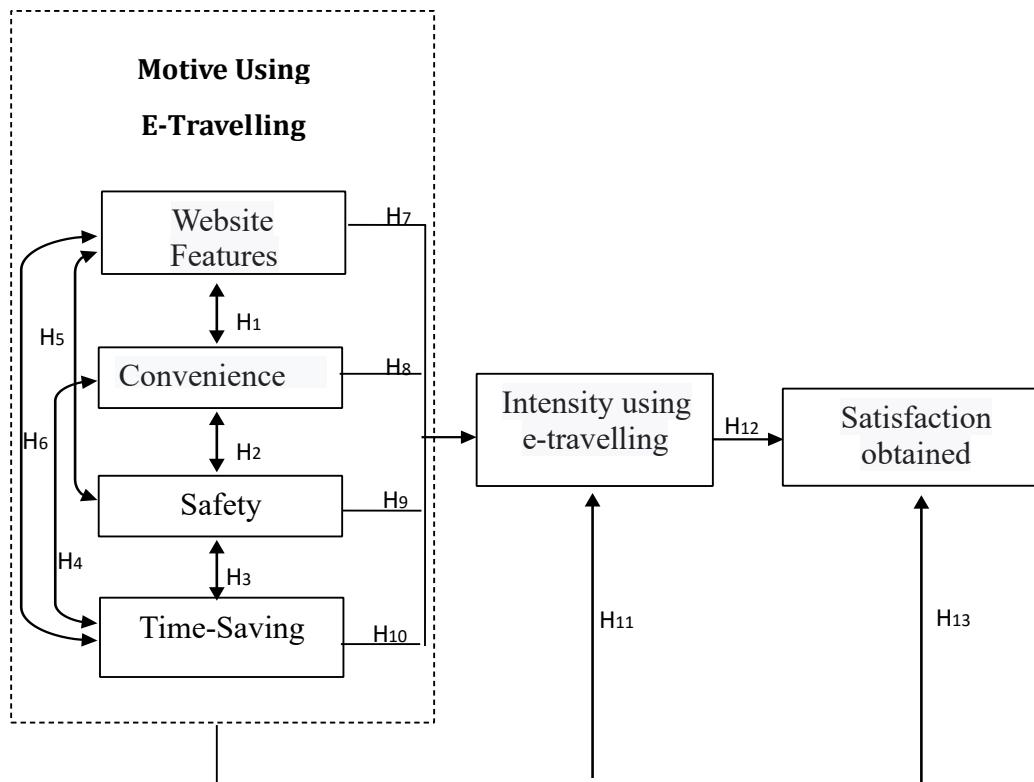 Motive Using
E-Travelling
Website
Features
H7
H1
H5
Convenience
H8
H6
H2
Intensity using
e-travelling
H12
Satisfaction
obtained
Safety
H9
H4
H3
Time-Saving
H10
H11
H13